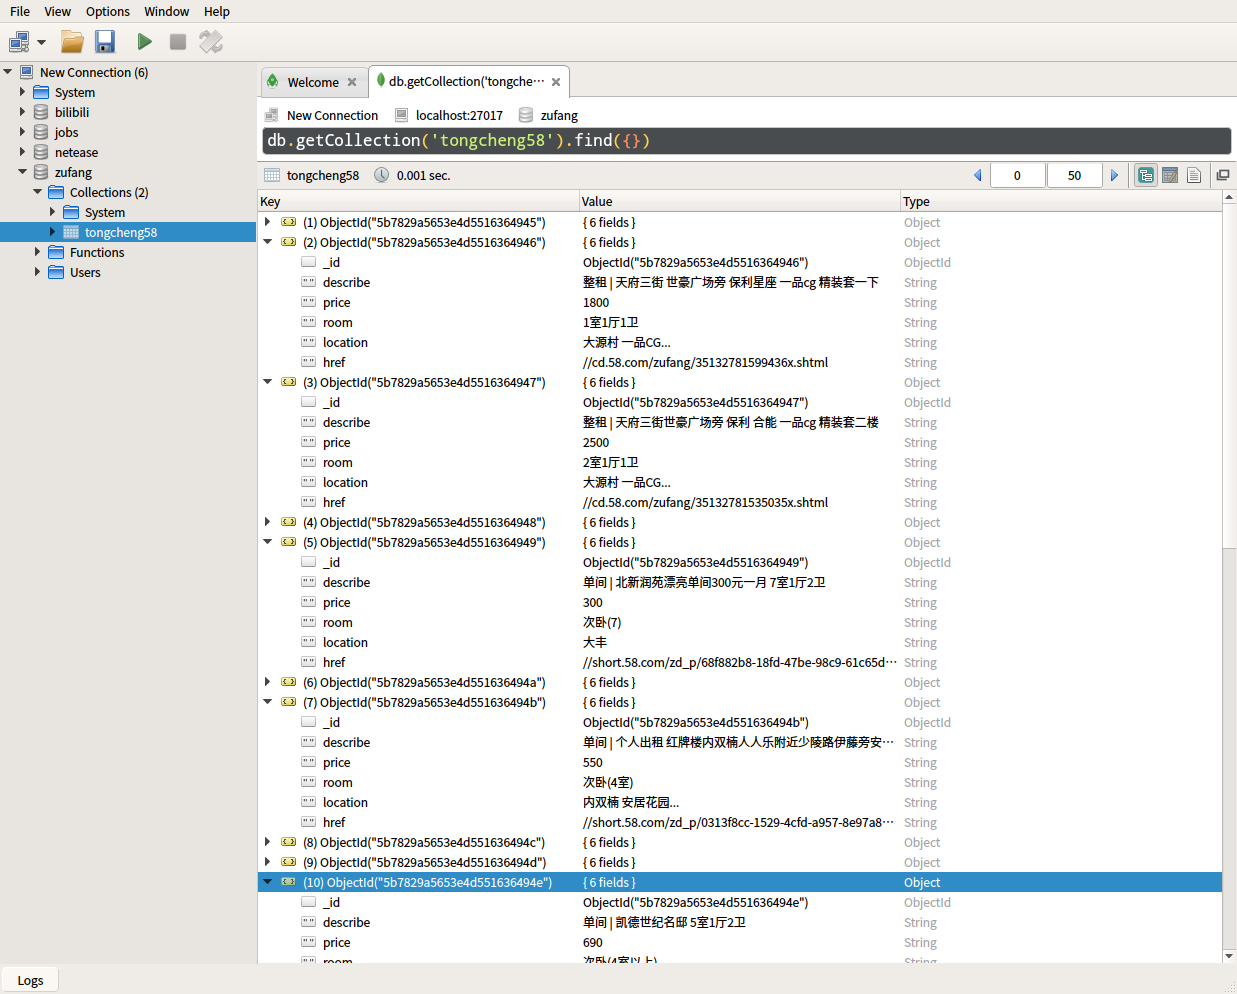 File View Options Window Help
New Connection (6)
System
bilibili
jobs
netease
zufang
Collections (2)
System
tongcheng58
Functions
Users
Welcome
db.getCollection('tongche···
New Connection localhost:27017 zufang
db.getCollection('tongcheng58').find({})
tongcheng58 0.001 sec. 0 50
Key Value Type
(1) ObjectId("5b7829a5653e4d5516364945") { 6 fields } Object
(2) ObjectId("5b7829a5653e4d5516364946") { 6 fields } Object
_id ObjectId("5b7829a5653e4d5516364946") ObjectId
describe 整租 | 天府三街 世豪广场旁 保利星座 一品cg 精装套一下 String
price 1800 String
room 1室1厅1卫 String
location 大源村 一品CG... String
href //cd.58.com/zufang/35132781599436x.shtml String
(3) ObjectId("5b7829a5653e4d5516364947") { 6 fields } Object
_id ObjectId("5b7829a5653e4d5516364947") ObjectId
describe 整租 | 天府三街世豪广场旁 保利 合能 一品cg 精装套二楼 String
price 2500 String
room 2室1厅1卫 String
location 大源村 一品CG... String
href //cd.58.com/zufang/35132781535035x.shtml String
(4) ObjectId("5b7829a5653e4d5516364948") { 6 fields } Object
(5) ObjectId("5b7829a5653e4d5516364949") { 6 fields } Object
_id ObjectId("5b7829a5653e4d5516364949") ObjectId
describe 单间 | 北新润苑漂亮单间300元一月 7室1厅2卫 String
price 300 String
room 次卧(7) String
location 大丰 String
href //short.58.com/zd_p/68f882b8-18fd-47be-98c9-61c65d··· String
(6) ObjectId("5b7829a5653e4d551636494a") { 6 fields } Object
(7) ObjectId("5b7829a5653e4d551636494b") { 6 fields } Object
_id ObjectId("5b7829a5653e4d551636494b") ObjectId
describe 单间 | 个人出租 红牌楼内双楠人人乐附近少陵路伊藤旁安··· String
price 550 String
room 次卧(4室) String
location 内双楠 安居花园... String
href //short.58.com/zd_p/0313f8cc-1529-4cfd-a957-8e97a8··· String
(8) ObjectId("5b7829a5653e4d551636494c") { 6 fields } Object
(9) ObjectId("5b7829a5653e4d551636494d") { 6 fields } Object
(10) ObjectId("5b7829a5653e4d551636494e") { 6 fields } Object
_id ObjectId("5b7829a5653e4d551636494e") ObjectId
describe 单间 | 凯德世纪名邸 5室1厅2卫 String
price 690 String
room 次卧(4室以上) String
Logs